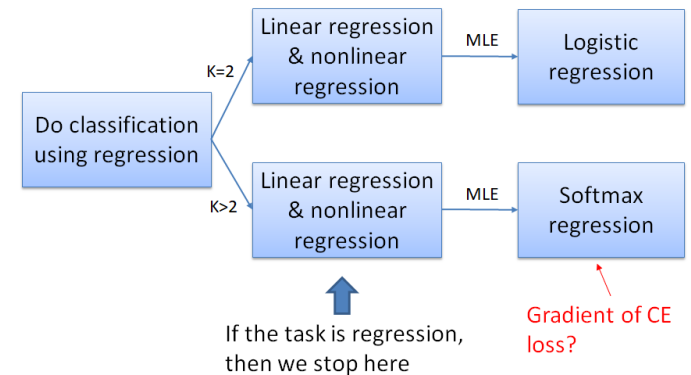 Do classification
using regression
K=2
Linear regression
& nonlinear
regression
MLE
Logistic
regression
K>2
Linear regression
& nonlinear
regression
MLE
Softmax
regression
If the task is regression,
then we stop here
Gradient of CE
loss?